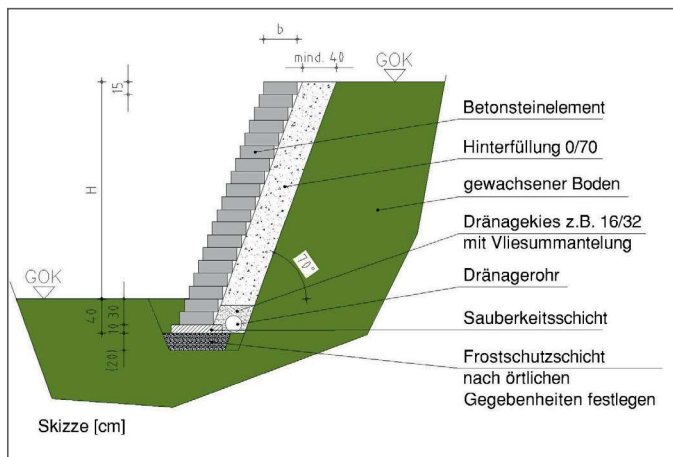 b
mind. 40
GOK
GOK
15
H
70°
40
10 30
(20)
Betonsteinelement
Hinterfüllung 0/70
gewachsener Boden
Dränagekies z.B. 16/32
mit Vliesummantelung
Dränagerohr
Sauberkeitsschicht
Frostschutzschicht
nach örtlichen
Gegebenheiten festlegen
Skizze [cm]